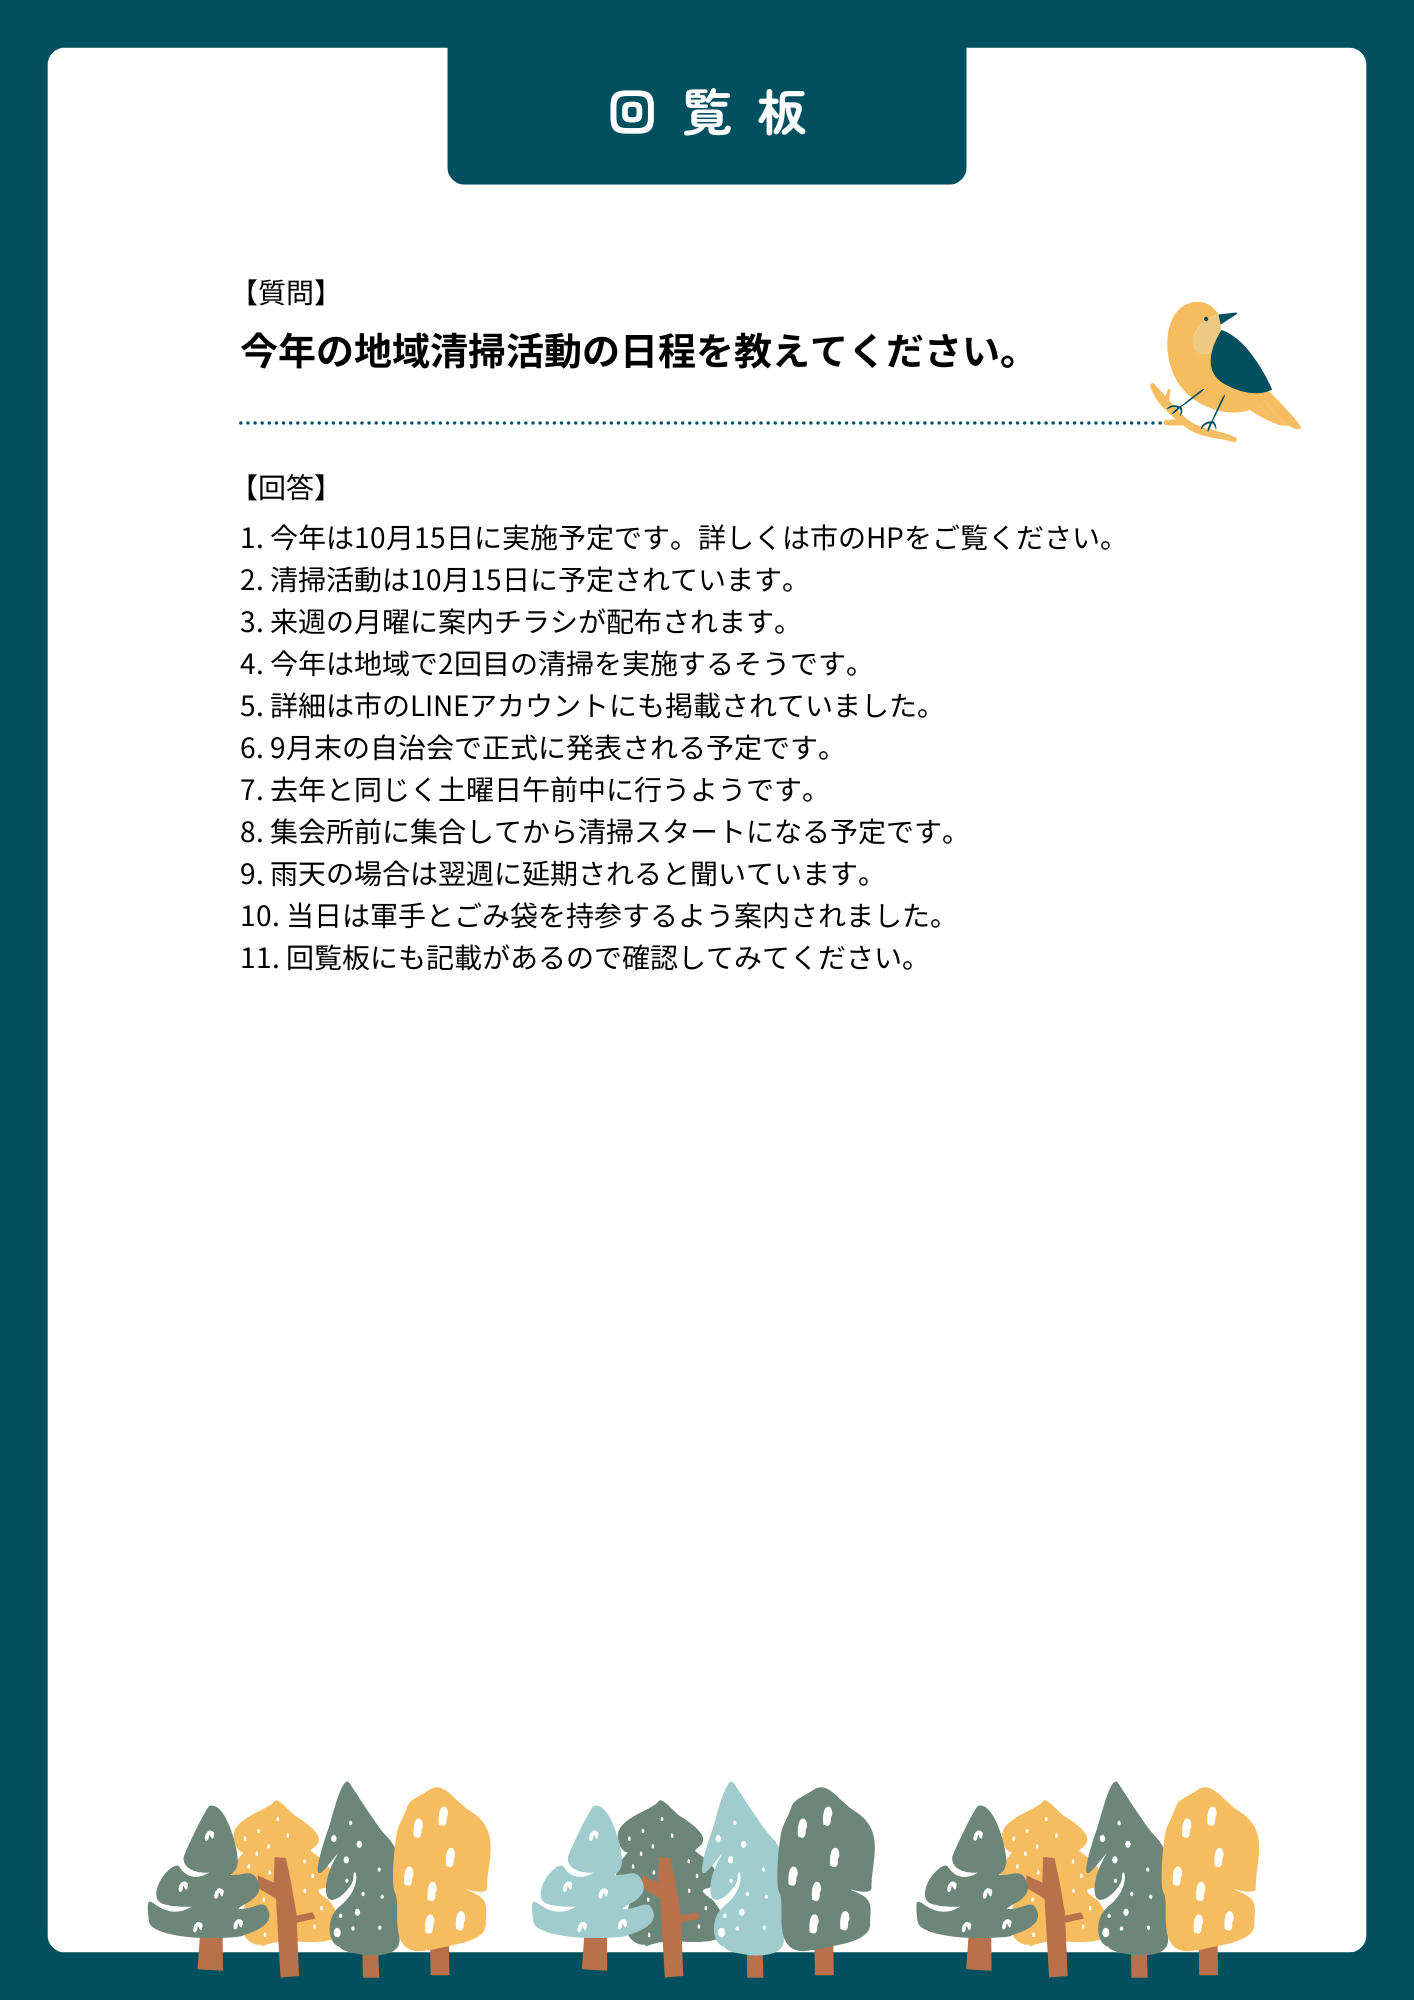 回覧板
【質問】
今年の地域清掃活動の日程を教えてください。
【回答】
1. 今年は10月15日に実施予定です。詳しくは市のHPをご覧ください。
2. 清掃活動は10月15日に予定されています。
3. 来週の月曜に案内チラシが配布されます。
4. 今年は地域で2回目の清掃を実施するそうです。
5. 詳細は市のLINEアカウントにも掲載されていました。
6. 9月末の自治会で正式に発表される予定です。
7. 去年と同じく土曜日午前中に行うようです。
8. 集会所前に集合してから清掃スタートになる予定です。
9. 雨天の場合は翌週に延期されると聞いています。
10. 当日は軍手とごみ袋を持参するよう案内されました。
11. 回覧板にも記載があるので確認してみてください。